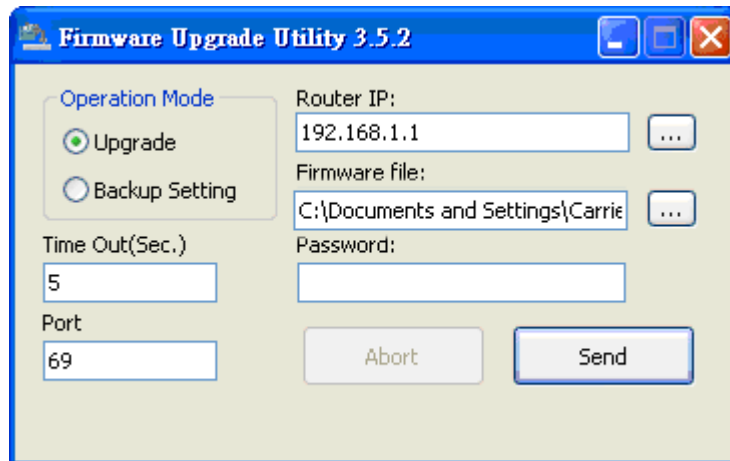 Firmware Upgrade Utility 3.5.2
Operation Mode
Upgrade
Backup Setting
Time Out(Sec.)
5
Port
69
Router IP:
192.168.1.1
...
Firmware file:
C:\Documents and Settings\Carrie
...
Password:
Abort
Send